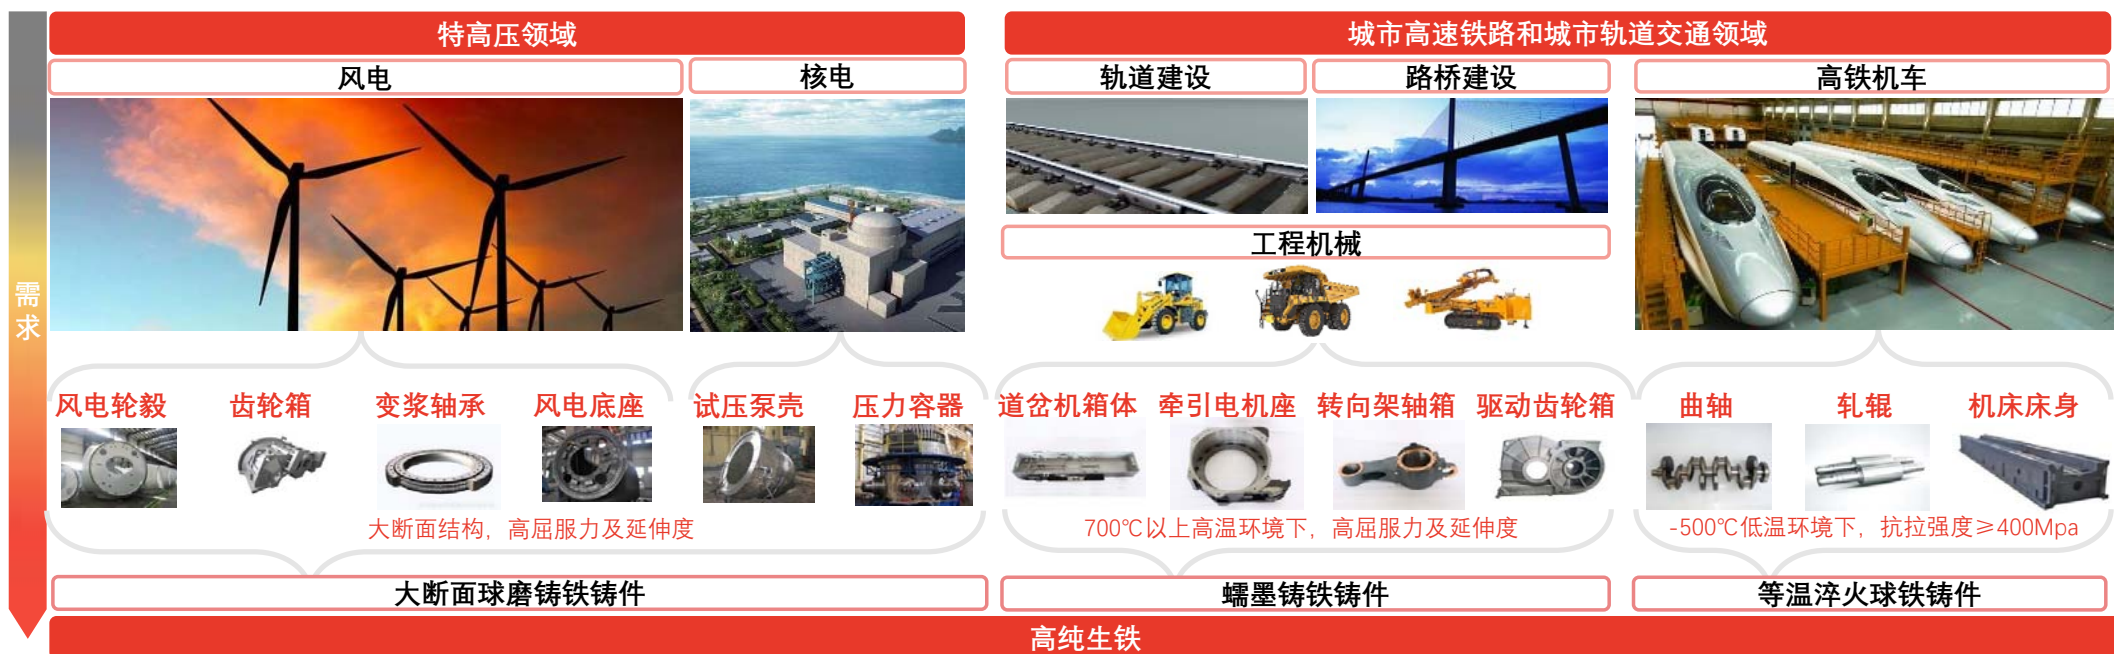 特高压领域
城市高速铁路和城市轨道交通领域
风电
核电
轨道建设
路桥建设
高铁机车
工程机械
需求
风电轮毂
齿轮箱
变浆轴承
风电底座
试压泵壳
压力容器
道岔机箱体
牵引电机座
转向架轴箱
驱动齿轮箱
曲轴
轧辊
机床床身
大断面结构，高屈服力及延伸度
700℃以上高温环境下，高屈服力及延伸度
-500℃低温环境下，抗拉强度≥400Mpa
大断面球磨铸铁铸件
蠕墨铸铁铸件
等温淬火球铁铸件
高纯生铁